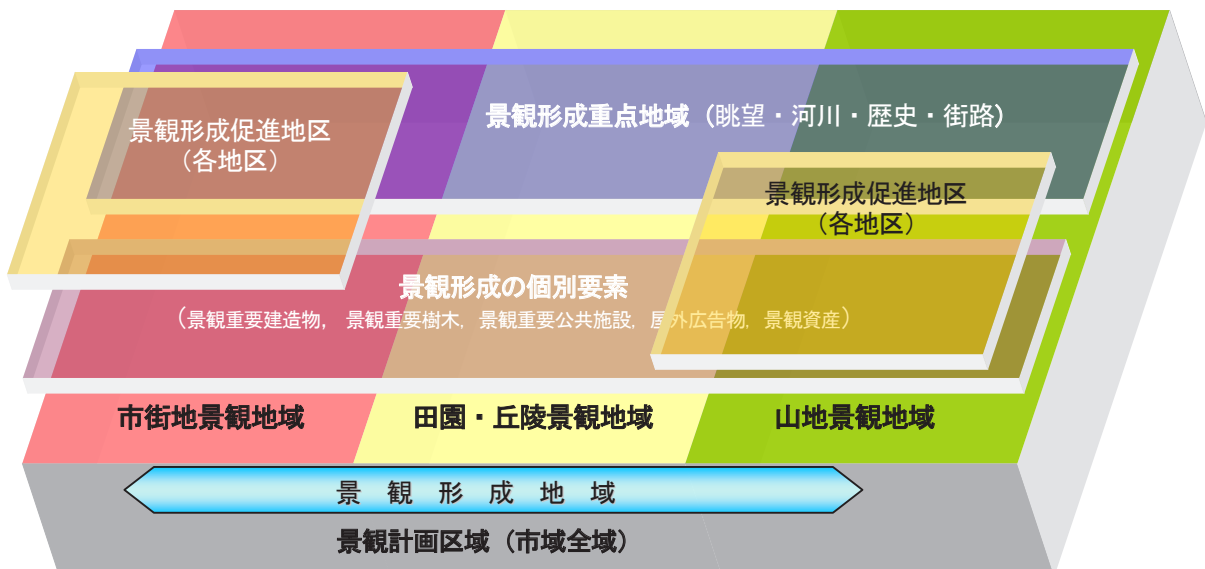 景観形成重点地域（眺望・河川・歴史・街路）
景観形成促進地区
（各地区）
景観形成促進地区
（各地区）
景観形成の個別要素
（景観重要建造物，景観重要樹木，景観重要公共施設，屋外広告物，景観資産）
市街地景観地域
田園・丘陵景観地域
山地景観地域
景観形成地域
景観計画区域（市域全域）